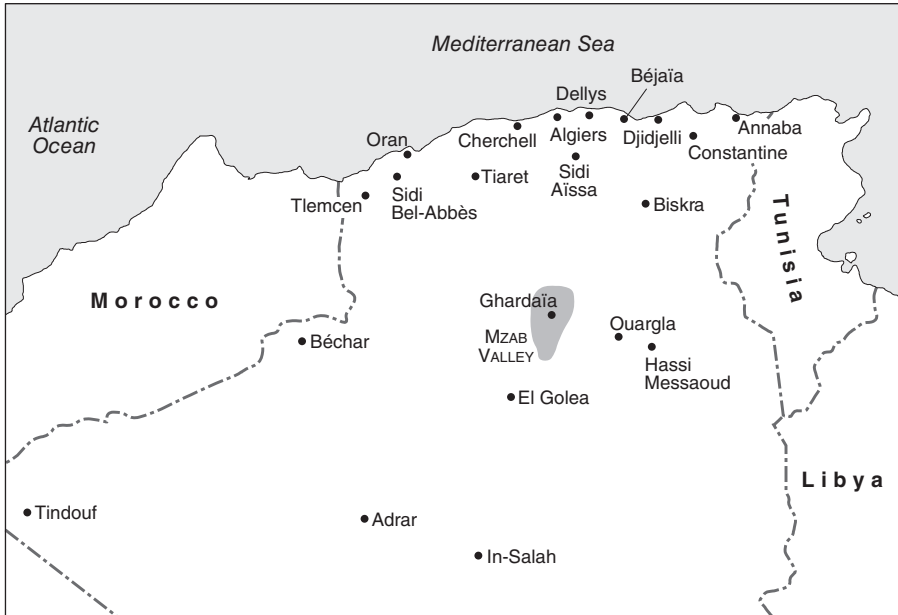 Mediterranean Sea
Atlantic
Ocean
Béjaïa
Dellys
Oran
Cherchell
Algiers
Djidjelli
Annaba
Constantine
Tlemcen
Sidi
Bel-Abbès
Tiaret
Sidi
Aïssa
Biskra
Tunisia
Morocco
Ghardaïa
MZAB
VALLEY
Béchar
Ouargla
Hassi
Messaoud
El Golea
Libya
Tindouf
Adrar
In-Salah